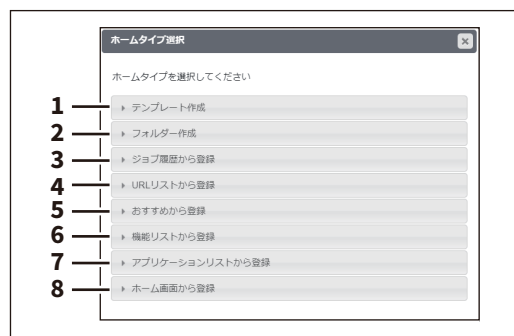 ホームタイプ選択
ホームタイプを選択してください
1 テンプレート作成
2 フォルダー作成
3 ジョブ履歴から登録
4 URLリストから登録
5 おすすめから登録
6 機能リストから登録
7 アプリケーションリストから登録
8 ホーム画面から登録